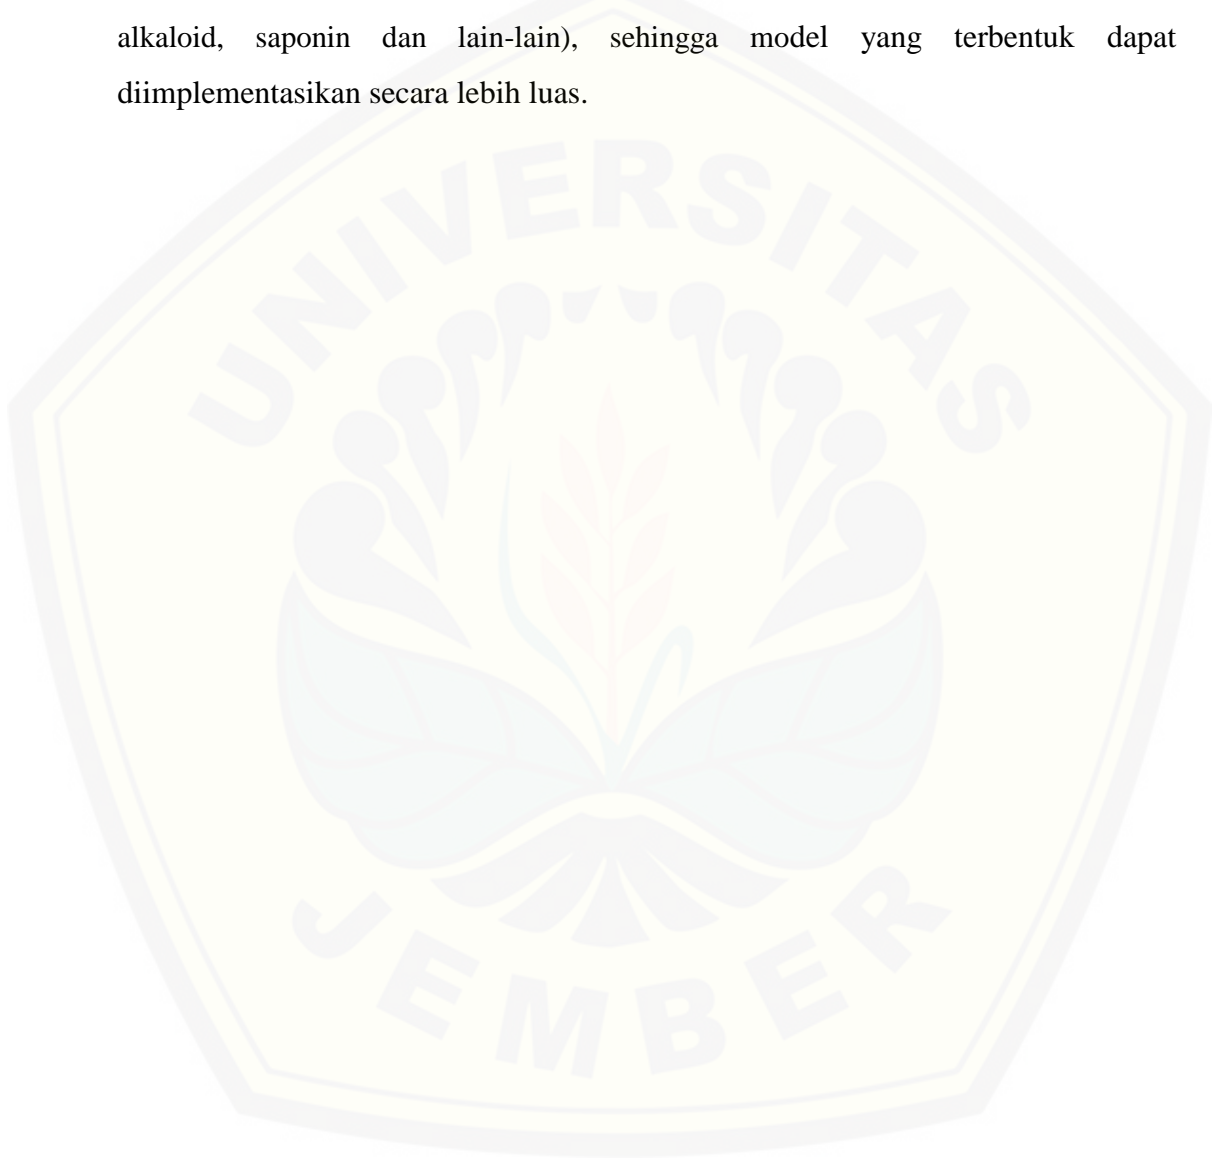 alkaloid, saponin dan lain-lain), sehingga model yang terbentuk dapat
diimplementasikan secara lebih luas.
UNIVERSITAS
JEMBER